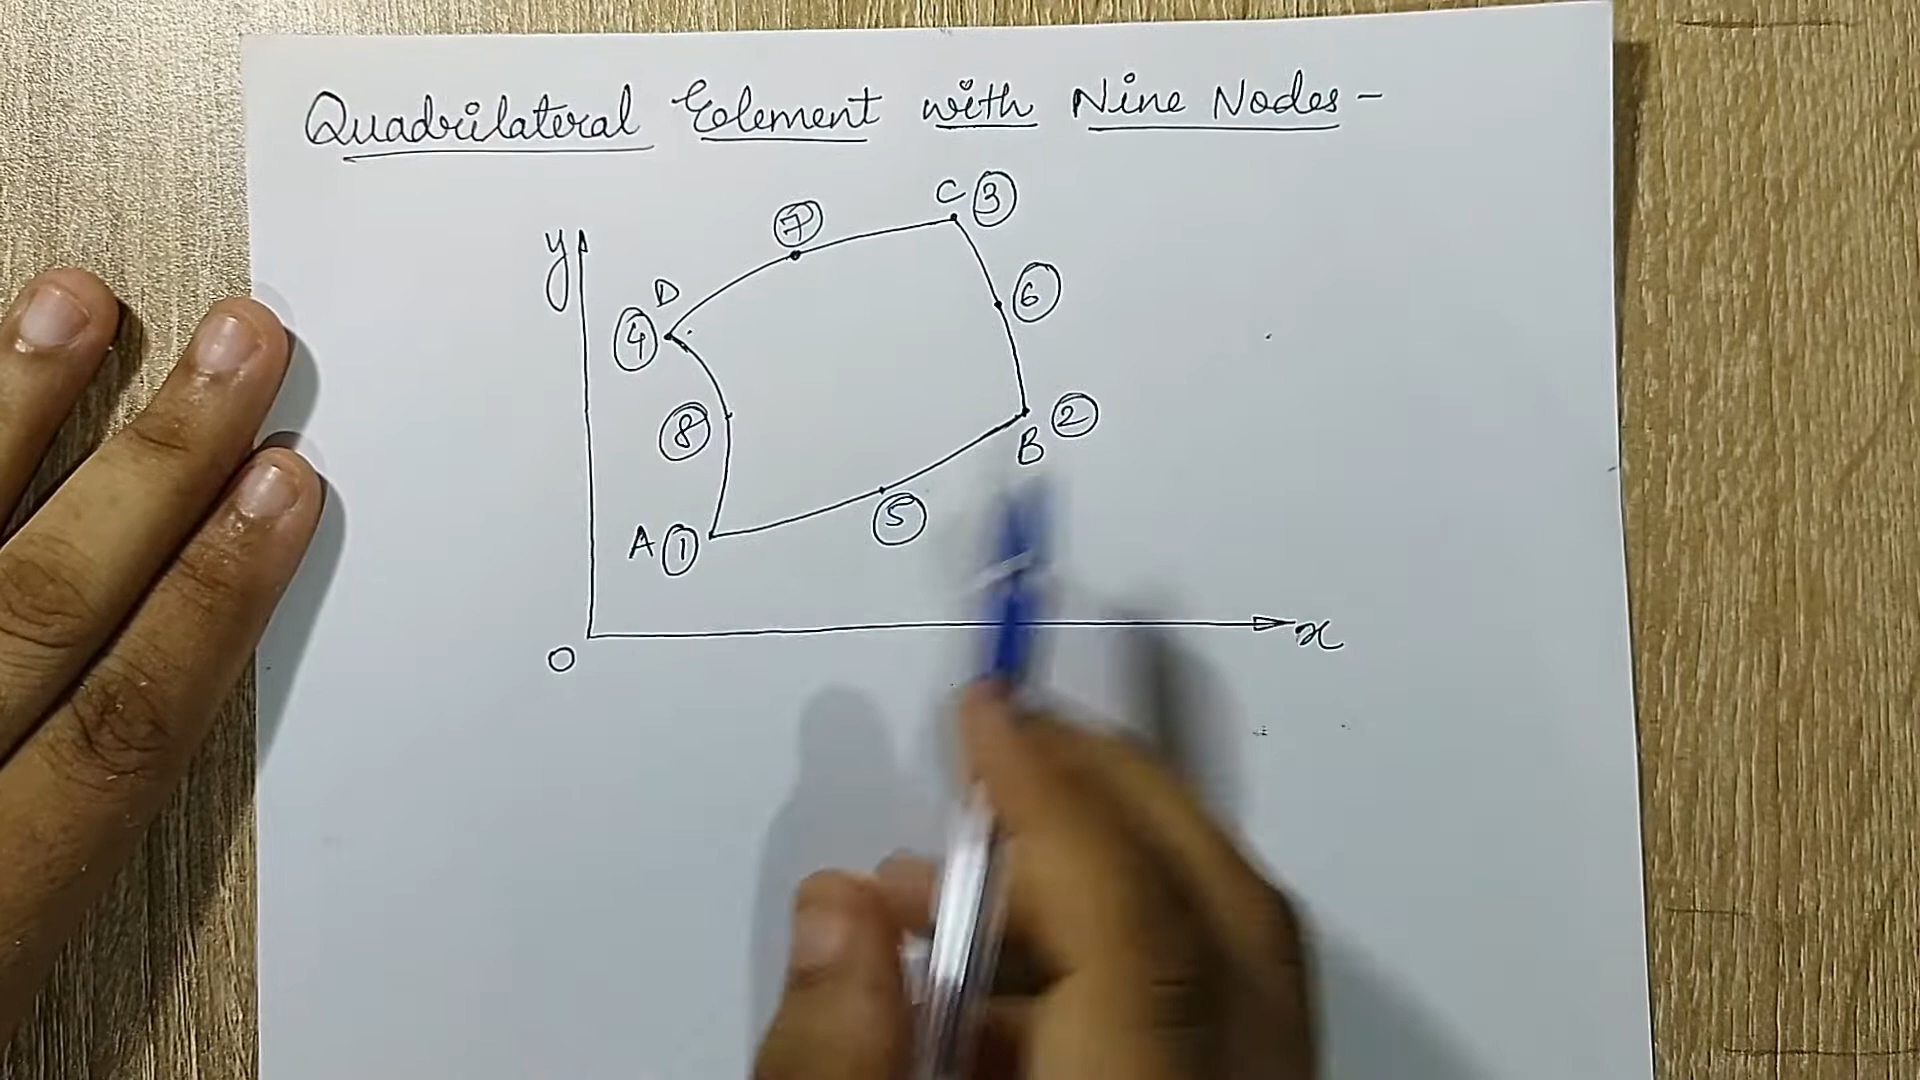 Quadrilateral Element with Nine Nodes -
C ③
⑦
y
D
⑥
④
②
⑧
B
⑤
A ①
x
O